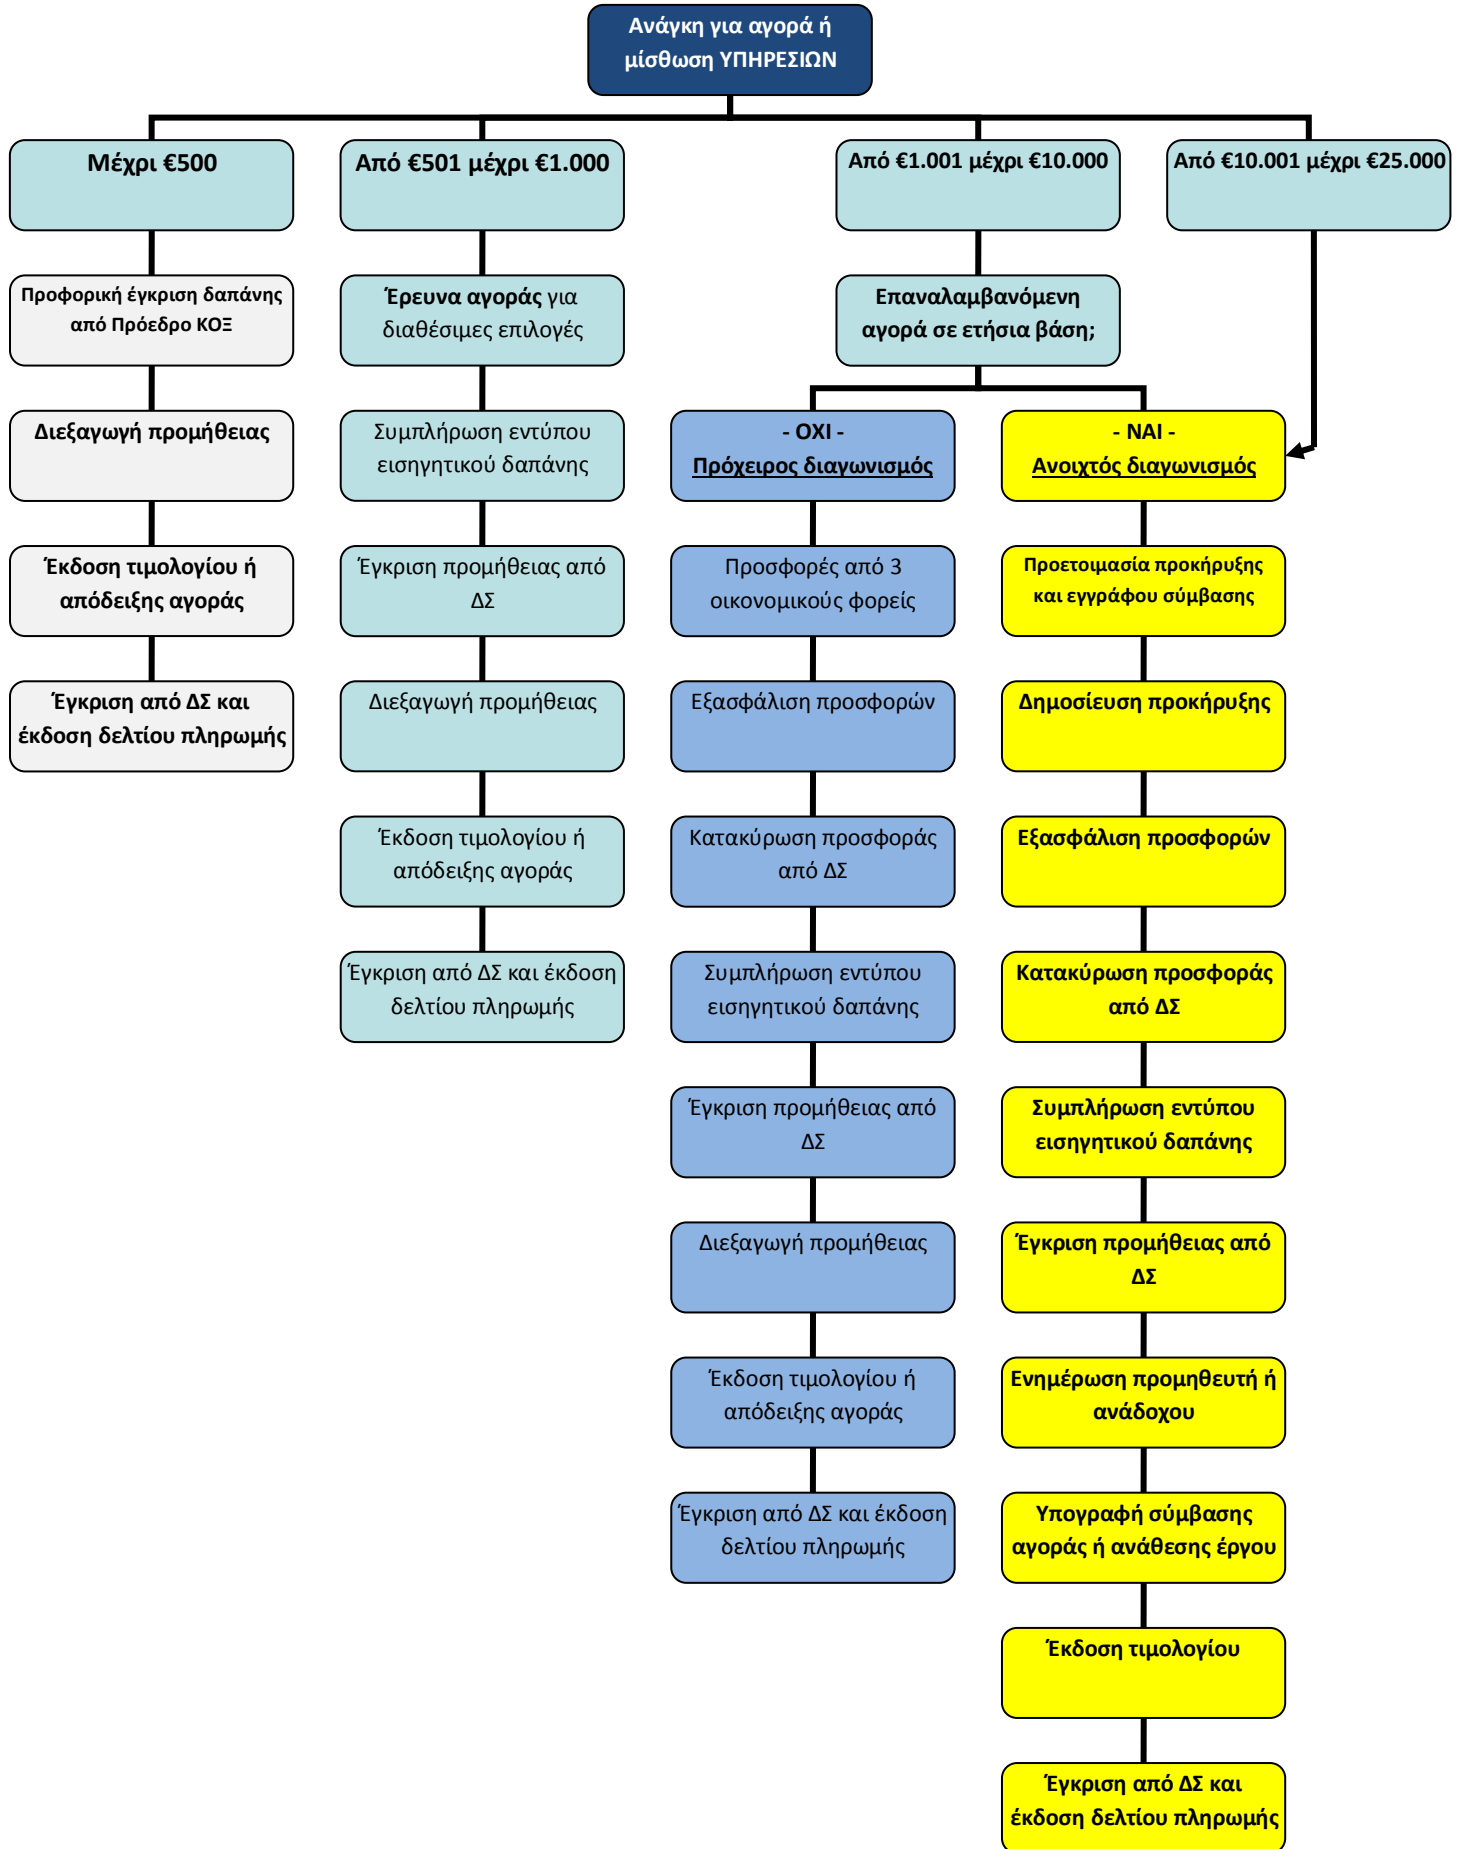 Ανάγκη για αγορά ή
μίσθωση ΥΠΗΡΕΣΙΩΝ
Μέχρι €500
Από €501 μέχρι €1.000
Από €1.001 μέχρι €10.000
Από €10.001 μέχρι €25.000
Προφορική έγκριση δαπάνης
από Πρόεδρο ΚΟΞ
Διεξαγωγή προμήθειας
Έκδοση τιμολογίου ή
απόδειξης αγοράς
Έγκριση από ΔΣ και
έκδοση δελτίου πληρωμής
Έρευνα αγοράς για
διαθέσιμες επιλογές
Συμπλήρωση εντύπου
εισηγητικού δαπάνης
Έγκριση προμήθειας από
ΔΣ
Διεξαγωγή προμήθειας
Έκδοση τιμολογίου ή
απόδειξης αγοράς
Έγκριση από ΔΣ και έκδοση
δελτίου πληρωμής
Επαναλαμβανόμενη
αγορά σε ετήσια βάση;
- ΟΧΙ -
Πρόχειρος διαγωνισμός
Προσφορές από 3
οικονομικούς φορείς
Εξασφάλιση προσφορών
Κατακύρωση προσφοράς
από ΔΣ
Συμπλήρωση εντύπου
εισηγητικού δαπάνης
Έγκριση προμήθειας από
ΔΣ
Διεξαγωγή προμήθειας
Έκδοση τιμολογίου ή
απόδειξης αγοράς
Έγκριση από ΔΣ και έκδοση
δελτίου πληρωμής
- ΝΑΙ -
Ανοιχτός διαγωνισμός
Προετοιμασία προκήρυξης
και εγγράφου σύμβασης
Δημοσίευση προκήρυξης
Εξασφάλιση προσφορών
Κατακύρωση προσφοράς
από ΔΣ
Συμπλήρωση εντύπου
εισηγητικού δαπάνης
Έγκριση προμήθειας από
ΔΣ
Ενημέρωση προμηθευτή ή
ανάδοχου
Υπογραφή σύμβασης
αγοράς ή ανάθεσης έργου
Έκδοση τιμολογίου
Έγκριση από ΔΣ και
έκδοση δελτίου πληρωμής